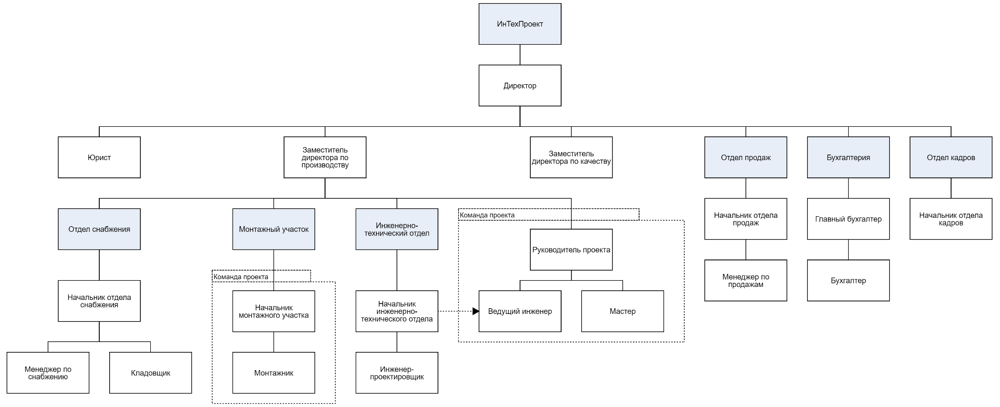 ИнТехПроект
Директор
Юрист
Заместитель
директора по
производству
Заместитель
директора по качеству
Отдел продаж
Бухгалтерия
Отдел кадров
Отдел снабжения
Монтажный участок
Инженерно-
технический отдел
Команда проекта
Руководитель проекта
Начальник отдела
продаж
Главный бухгалтер
Начальник отдела
кадров
Начальник отдела
снабжения
Команда проекта
Начальник
монтажного участка
Начальник
инженерно-
технического отдела
Ведущий инженер
Мастер
Менеджер по
продажам
Бухгалтер
Менеджер по
снабжению
Кладовщик
Монтажник
Инженер-
проектировщик